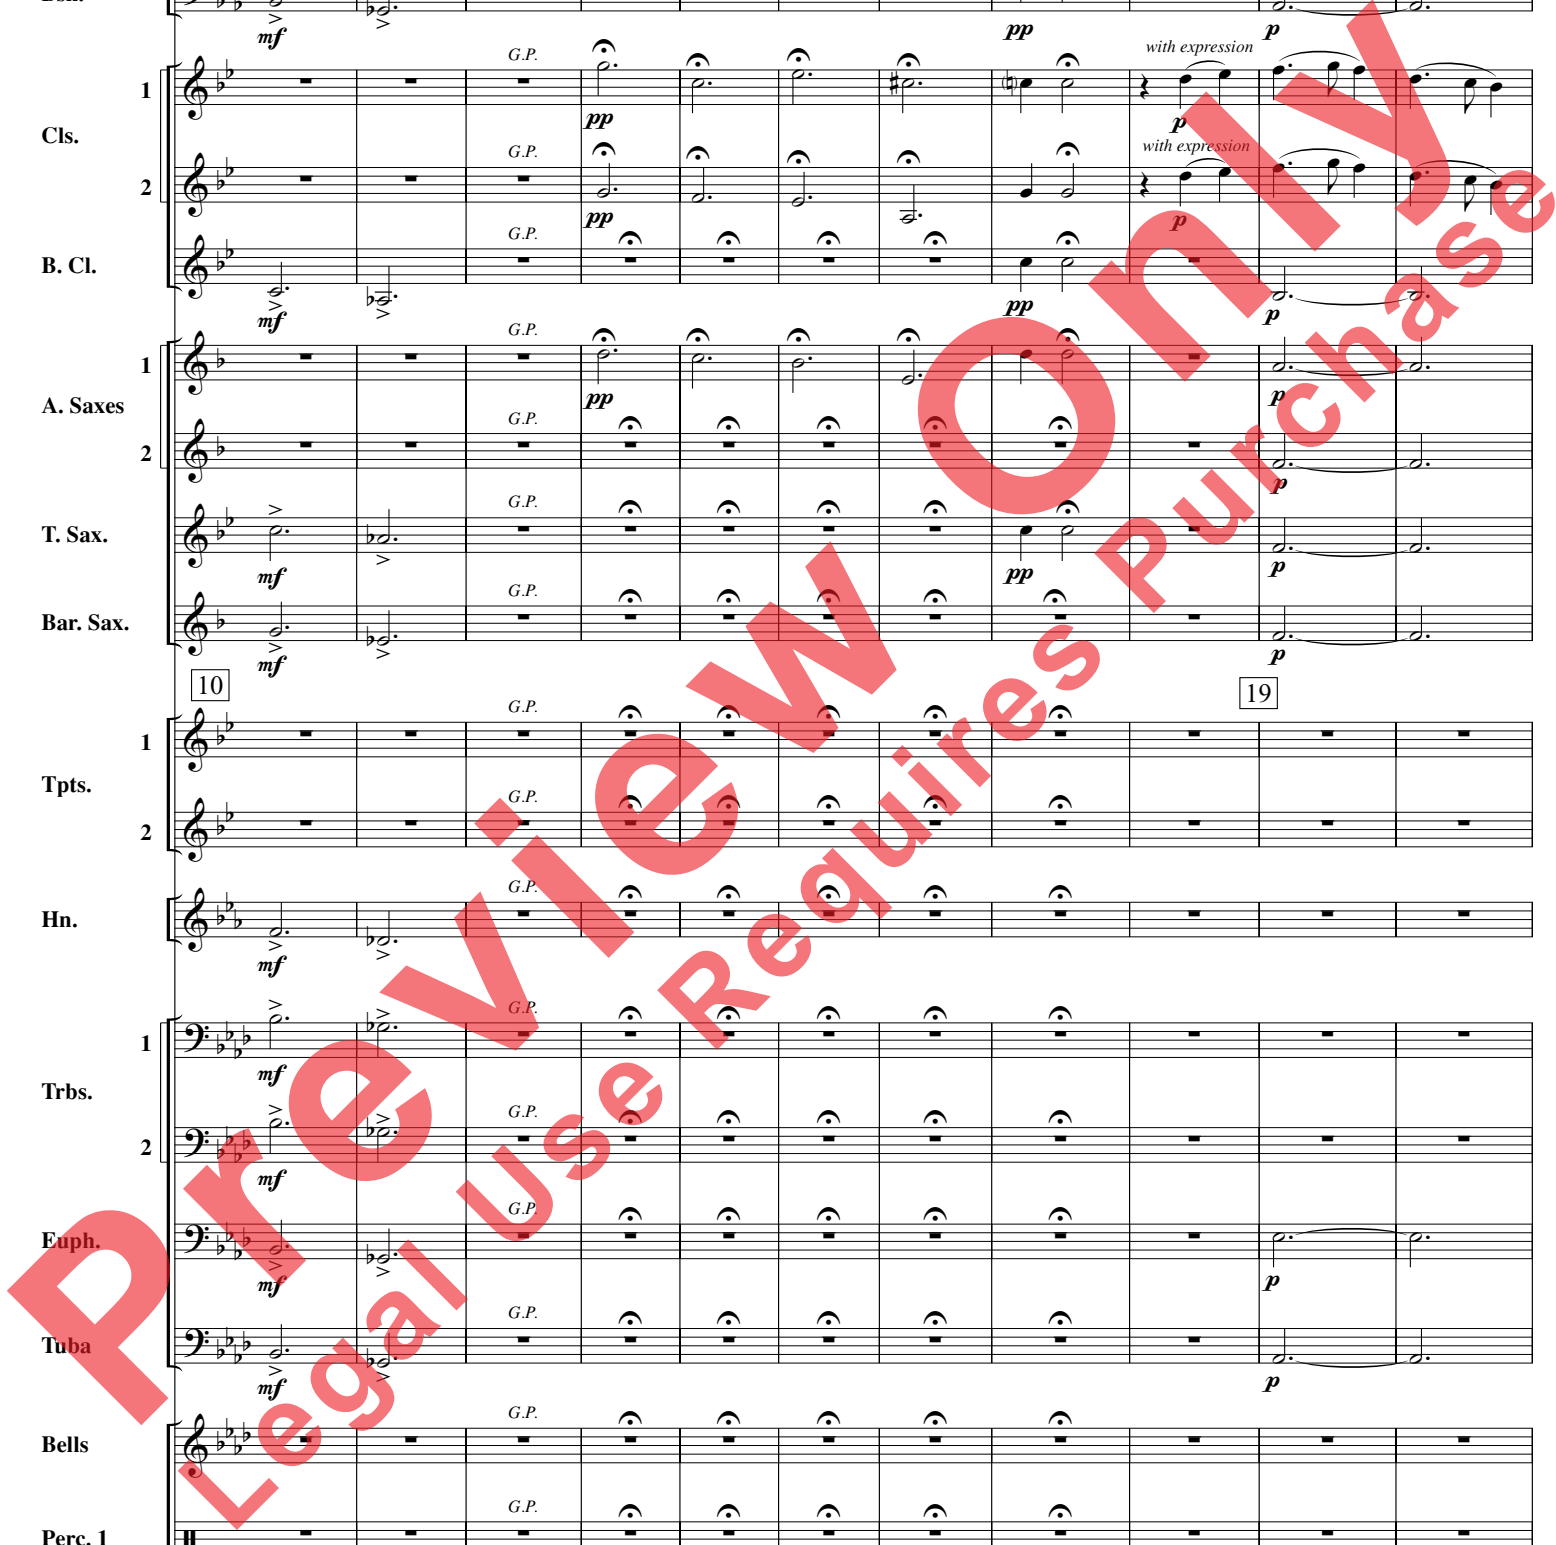 mf pp p
G.P. with expression
1 pp p
Cls.
G.P. with expression
2 pp p
G.P.
B. Cl. mf pp p
G.P.
1 pp p
A. Saxes
G.P.
2 p
G.P.
T. Sax. mf pp p
G.P.
Bar. Sax. mf p
10 19
G.P.
1
Tpts.
G.P.
2
G.P.
Hn. mf
G.P.
1 mf
Trbs.
G.P.
2 mf
G.P.
Euph. mf p
G.P.
Tuba mf p
G.P.
Bells
G.P.
Perc. 1
Preview Only
Legal Use Requires Purchase